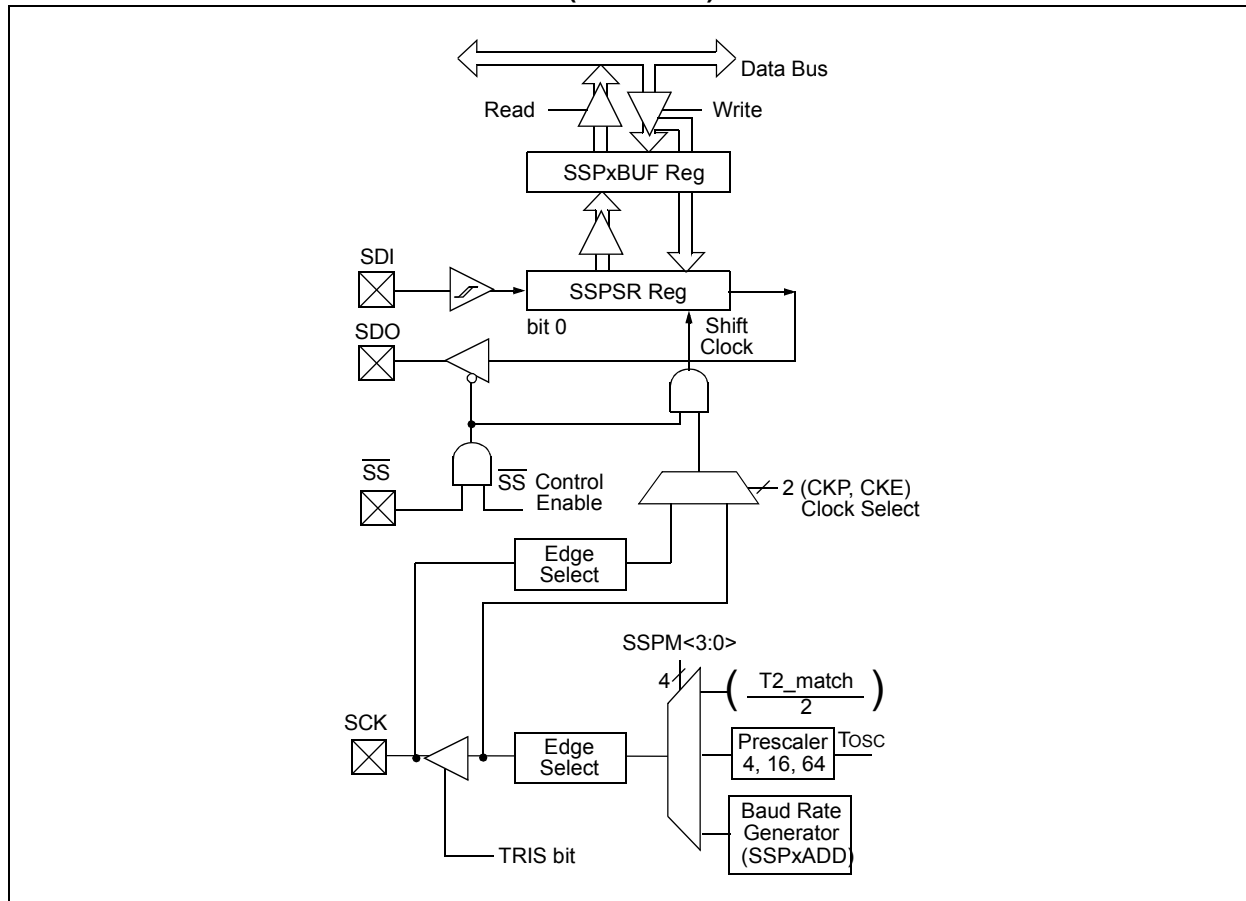 Data Bus
Read
Write
SSPxBUF Reg
SDI
SSPSR Reg
bit 0
Shift
Clock
SDO
SS
SS Control
Enable
2 (CKP, CKE)
Clock Select
Edge
Select
SSPM<3:0>
4
( T2_match
2 )
SCK
Edge
Select
Prescaler
4, 16, 64
TOSC
Baud Rate
Generator
(SSPxADD)
TRIS bit